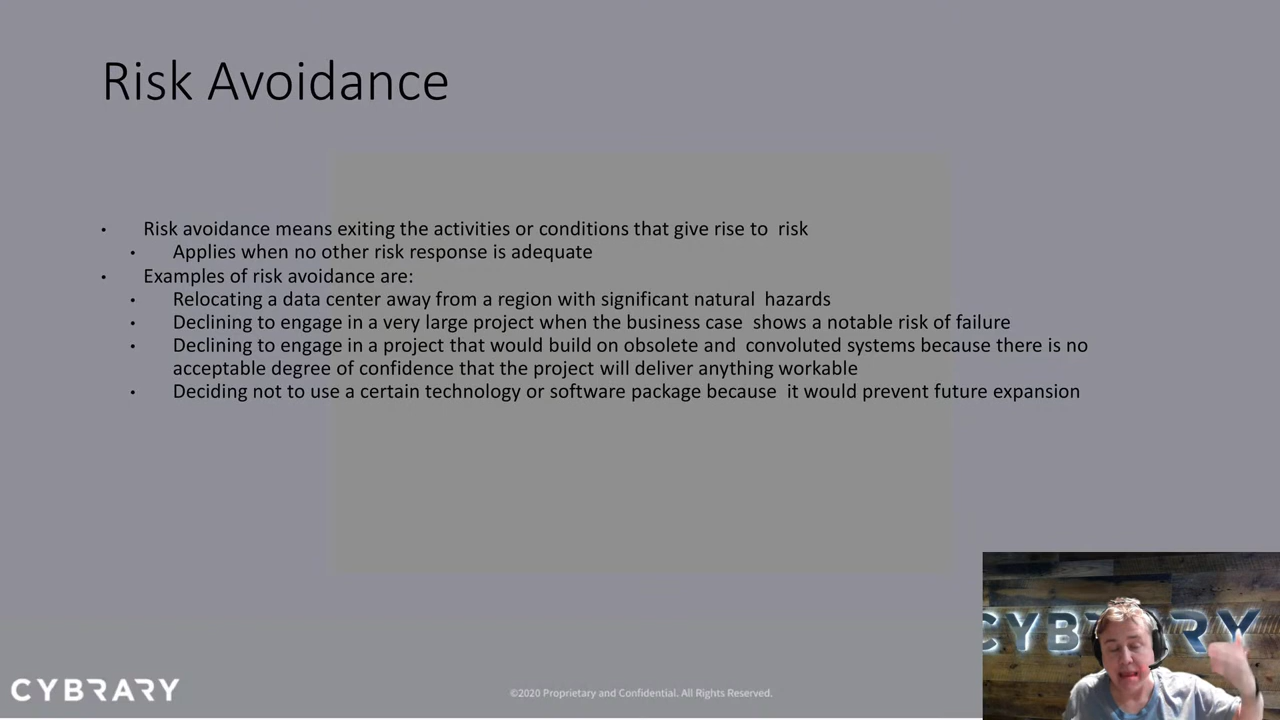 Risk Avoidance
• Risk avoidance means exiting the activities or conditions that give rise to risk
• Applies when no other risk response is adequate
• Examples of risk avoidance are:
• Relocating a data center away from a region with significant natural hazards
• Declining to engage in a very large project when the business case shows a notable risk of failure
• Declining to engage in a project that would build on obsolete and convoluted systems because there is no
acceptable degree of confidence that the project will deliver anything workable
• Deciding not to use a certain technology or software package because it would prevent future expansion
CYB RY
CYBRARY
©2020 Proprietary and Confidential. All Rights Reserved.